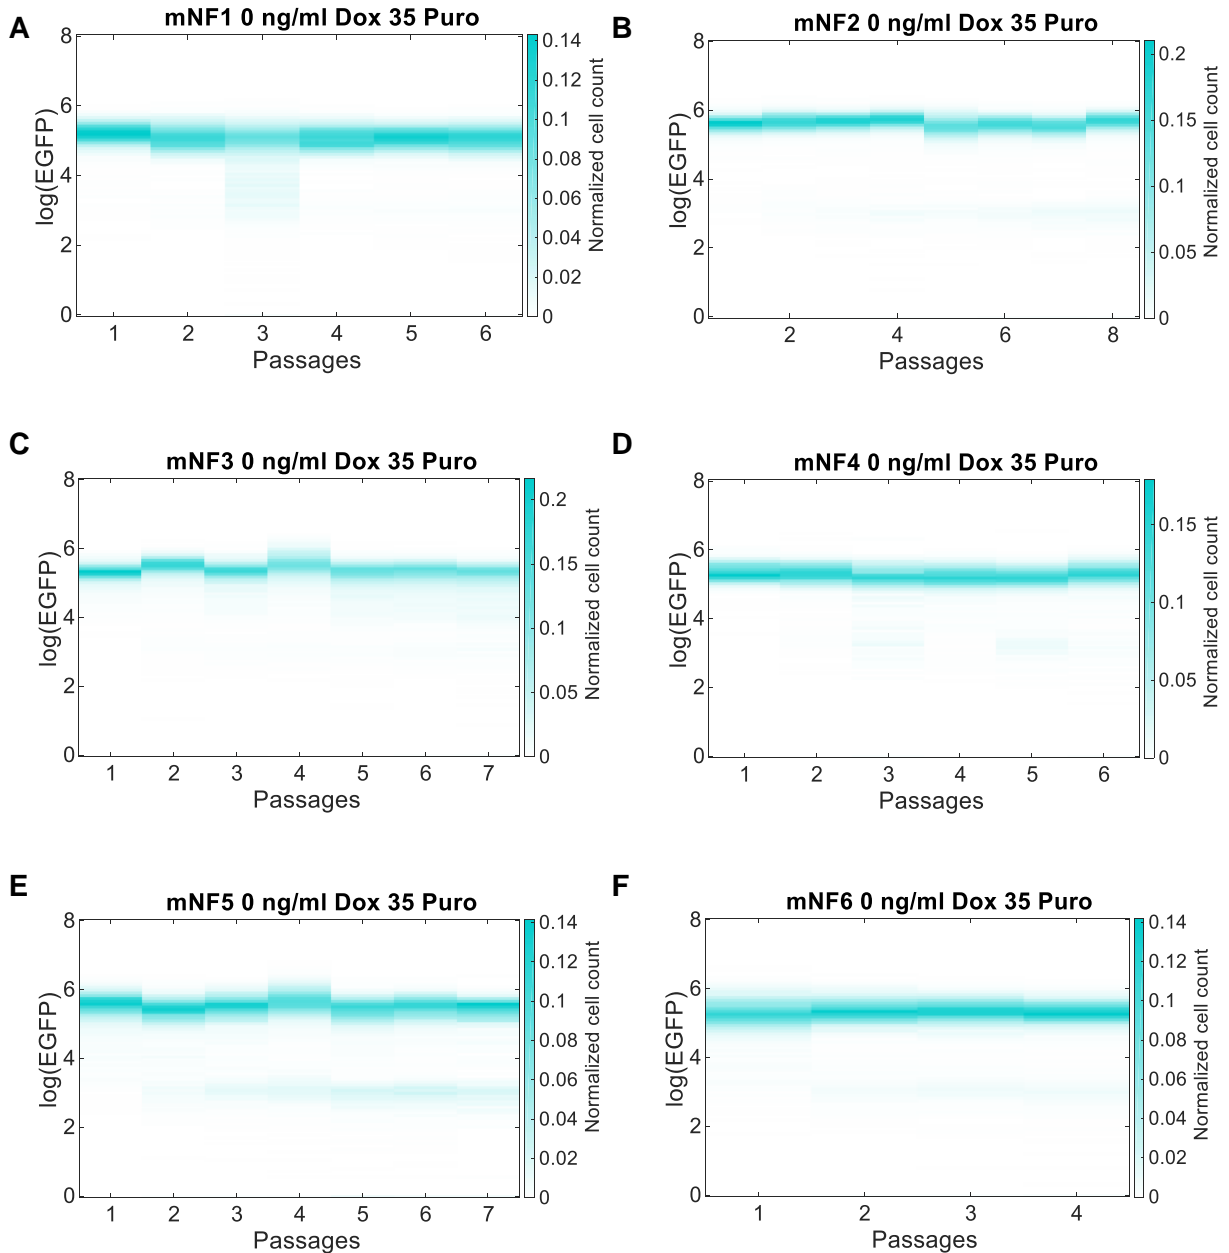 A
mNF1 0 ng/ml Dox 35 Puro
8
6
4
2
0
log(EGFP)
1 2 3 4 5 6
Passages
0.14
0.12
0.1
0.08
0.06
0.04
0.02
0
Normalized cell count
B
mNF2 0 ng/ml Dox 35 Puro
8
6
4
2
0
log(EGFP)
2 4 6 8
Passages
0.2
0.15
0.1
0.05
0
Normalized cell count
C
mNF3 0 ng/ml Dox 35 Puro
8
6
4
2
0
log(EGFP)
1 2 3 4 5 6 7
Passages
0.2
0.15
0.1
0.05
0
Normalized cell count
D
mNF4 0 ng/ml Dox 35 Puro
8
6
4
2
0
log(EGFP)
1 2 3 4 5 6
Passages
0.15
0.1
0.05
0
Normalized cell count
E
mNF5 0 ng/ml Dox 35 Puro
8
6
4
2
0
log(EGFP)
1 2 3 4 5 6 7
Passages
0.14
0.12
0.1
0.08
0.06
0.04
0.02
0
Normalized cell count
F
mNF6 0 ng/ml Dox 35 Puro
8
6
4
2
0
log(EGFP)
1 2 3 4
Passages
0.14
0.12
0.1
0.08
0.06
0.04
0.02
0
Normalized cell count